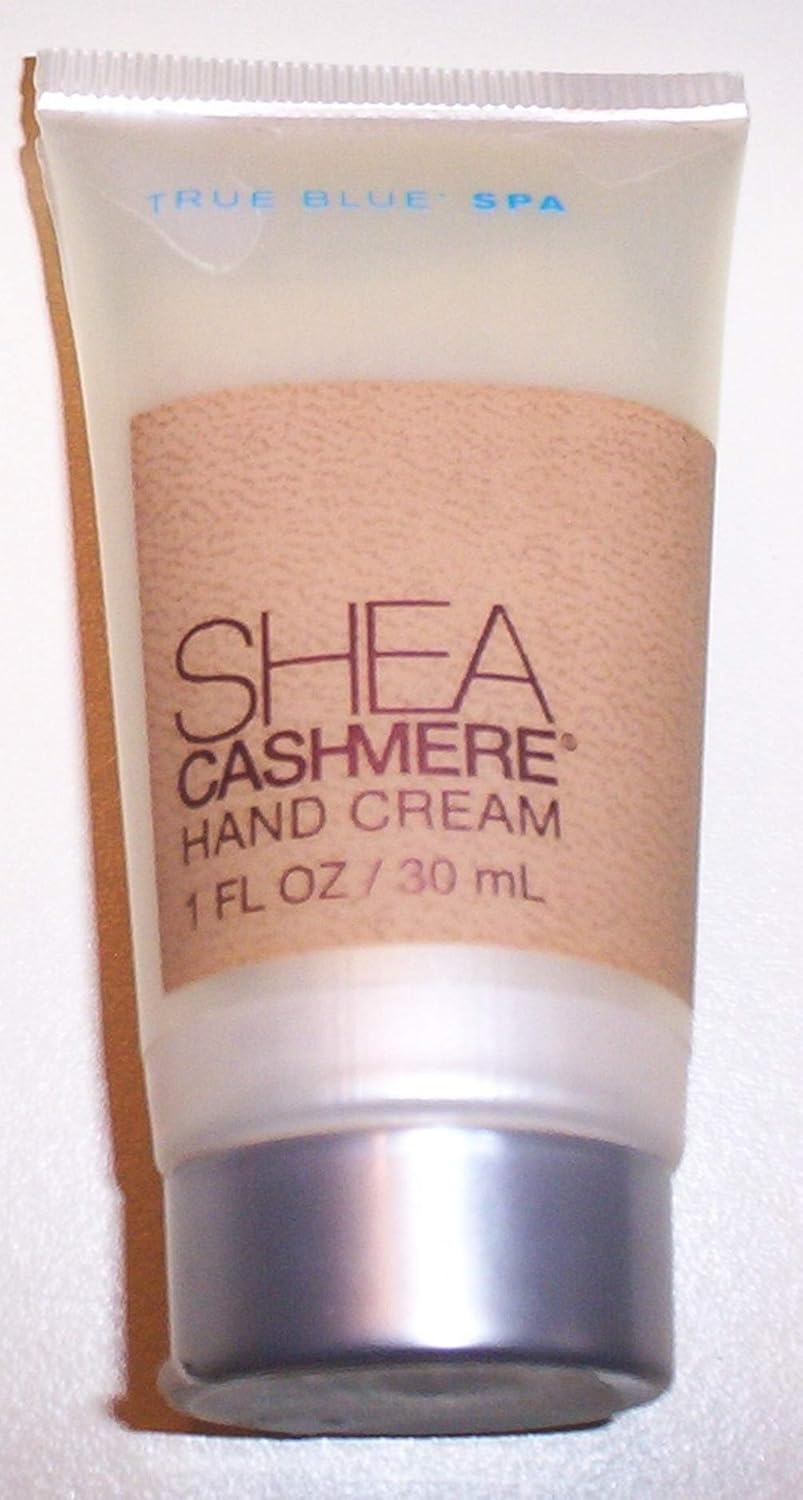 TRUE BLUE SPA
SHEA
CASHMERE®
HAND CREAM
1 FL OZ / 30 mL